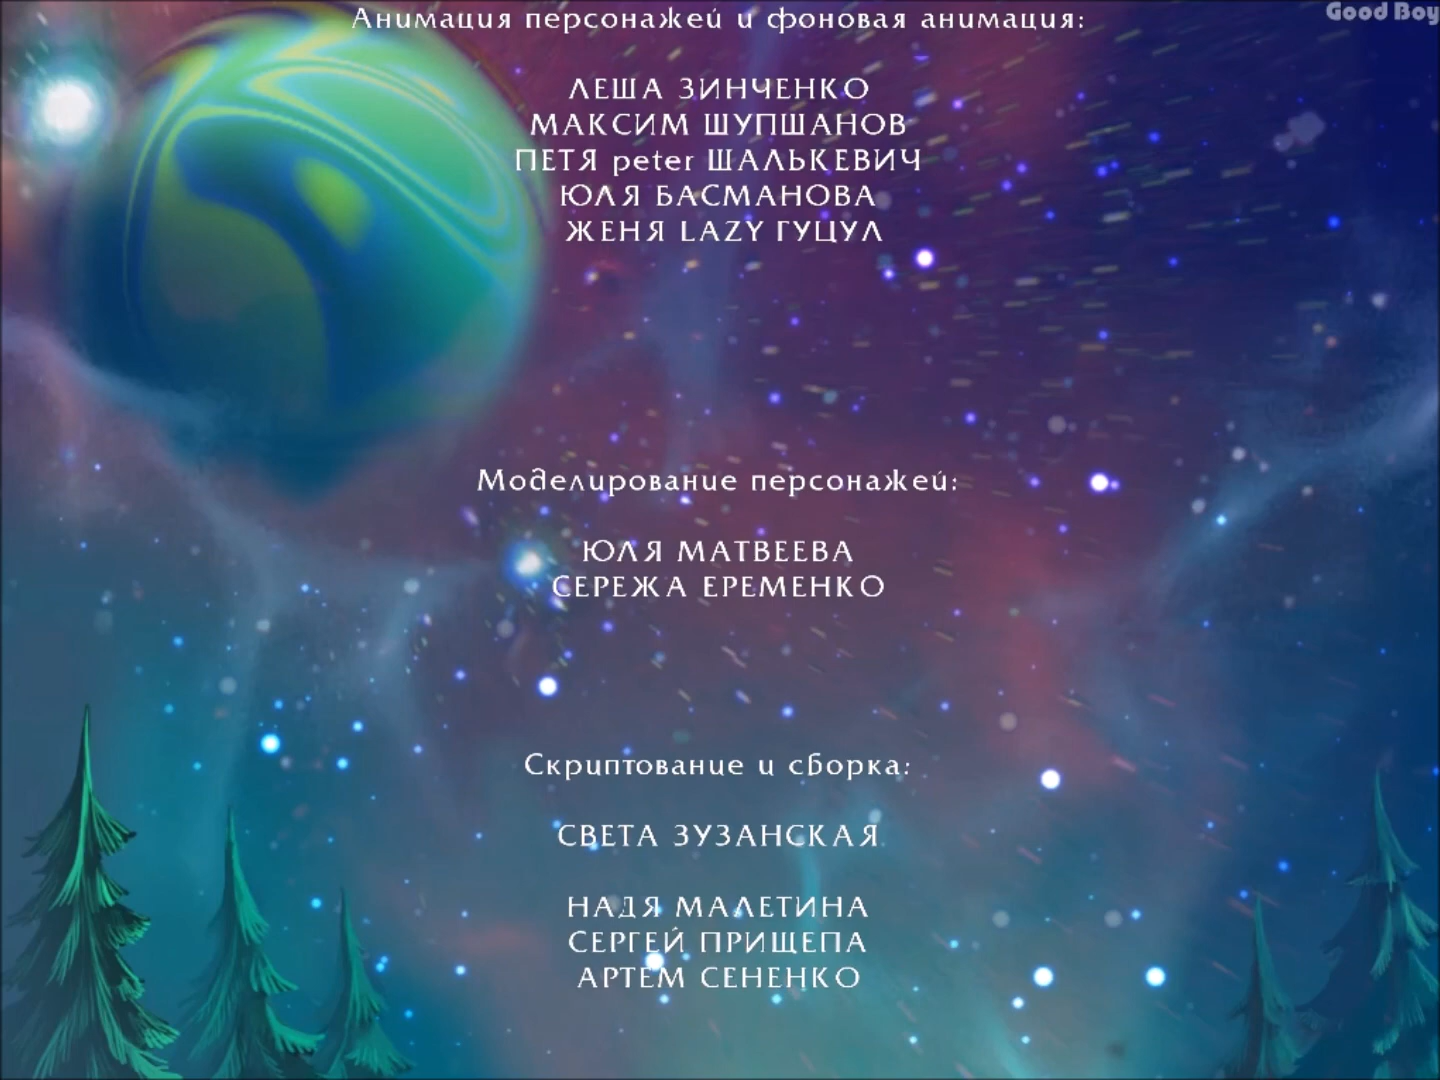 Анимация персонажей и фоновая анимация:
Good Boy
ЛЕША ЗИНЧЕНКО
МАКСИМ ШУПШАНОВ
ПЕТЯ peter ШАЛЬКЕВИЧ
ЮЛЯ БАСМАНОВА
ЖЕНЯ LAZY ГУЦУЛ
Моделирование персонажей:
ЮЛЯ МАТВЕЕВА
СЕРЕЖА ЕРЕМЕНКО
Скриптование и сборка:
СВЕТА ЗУЗАНСКАЯ
НАДЯ МАЛЕТИНА
СЕРГЕЙ ПРИЩЕПА
АРТЕМ СЕНЕНКО